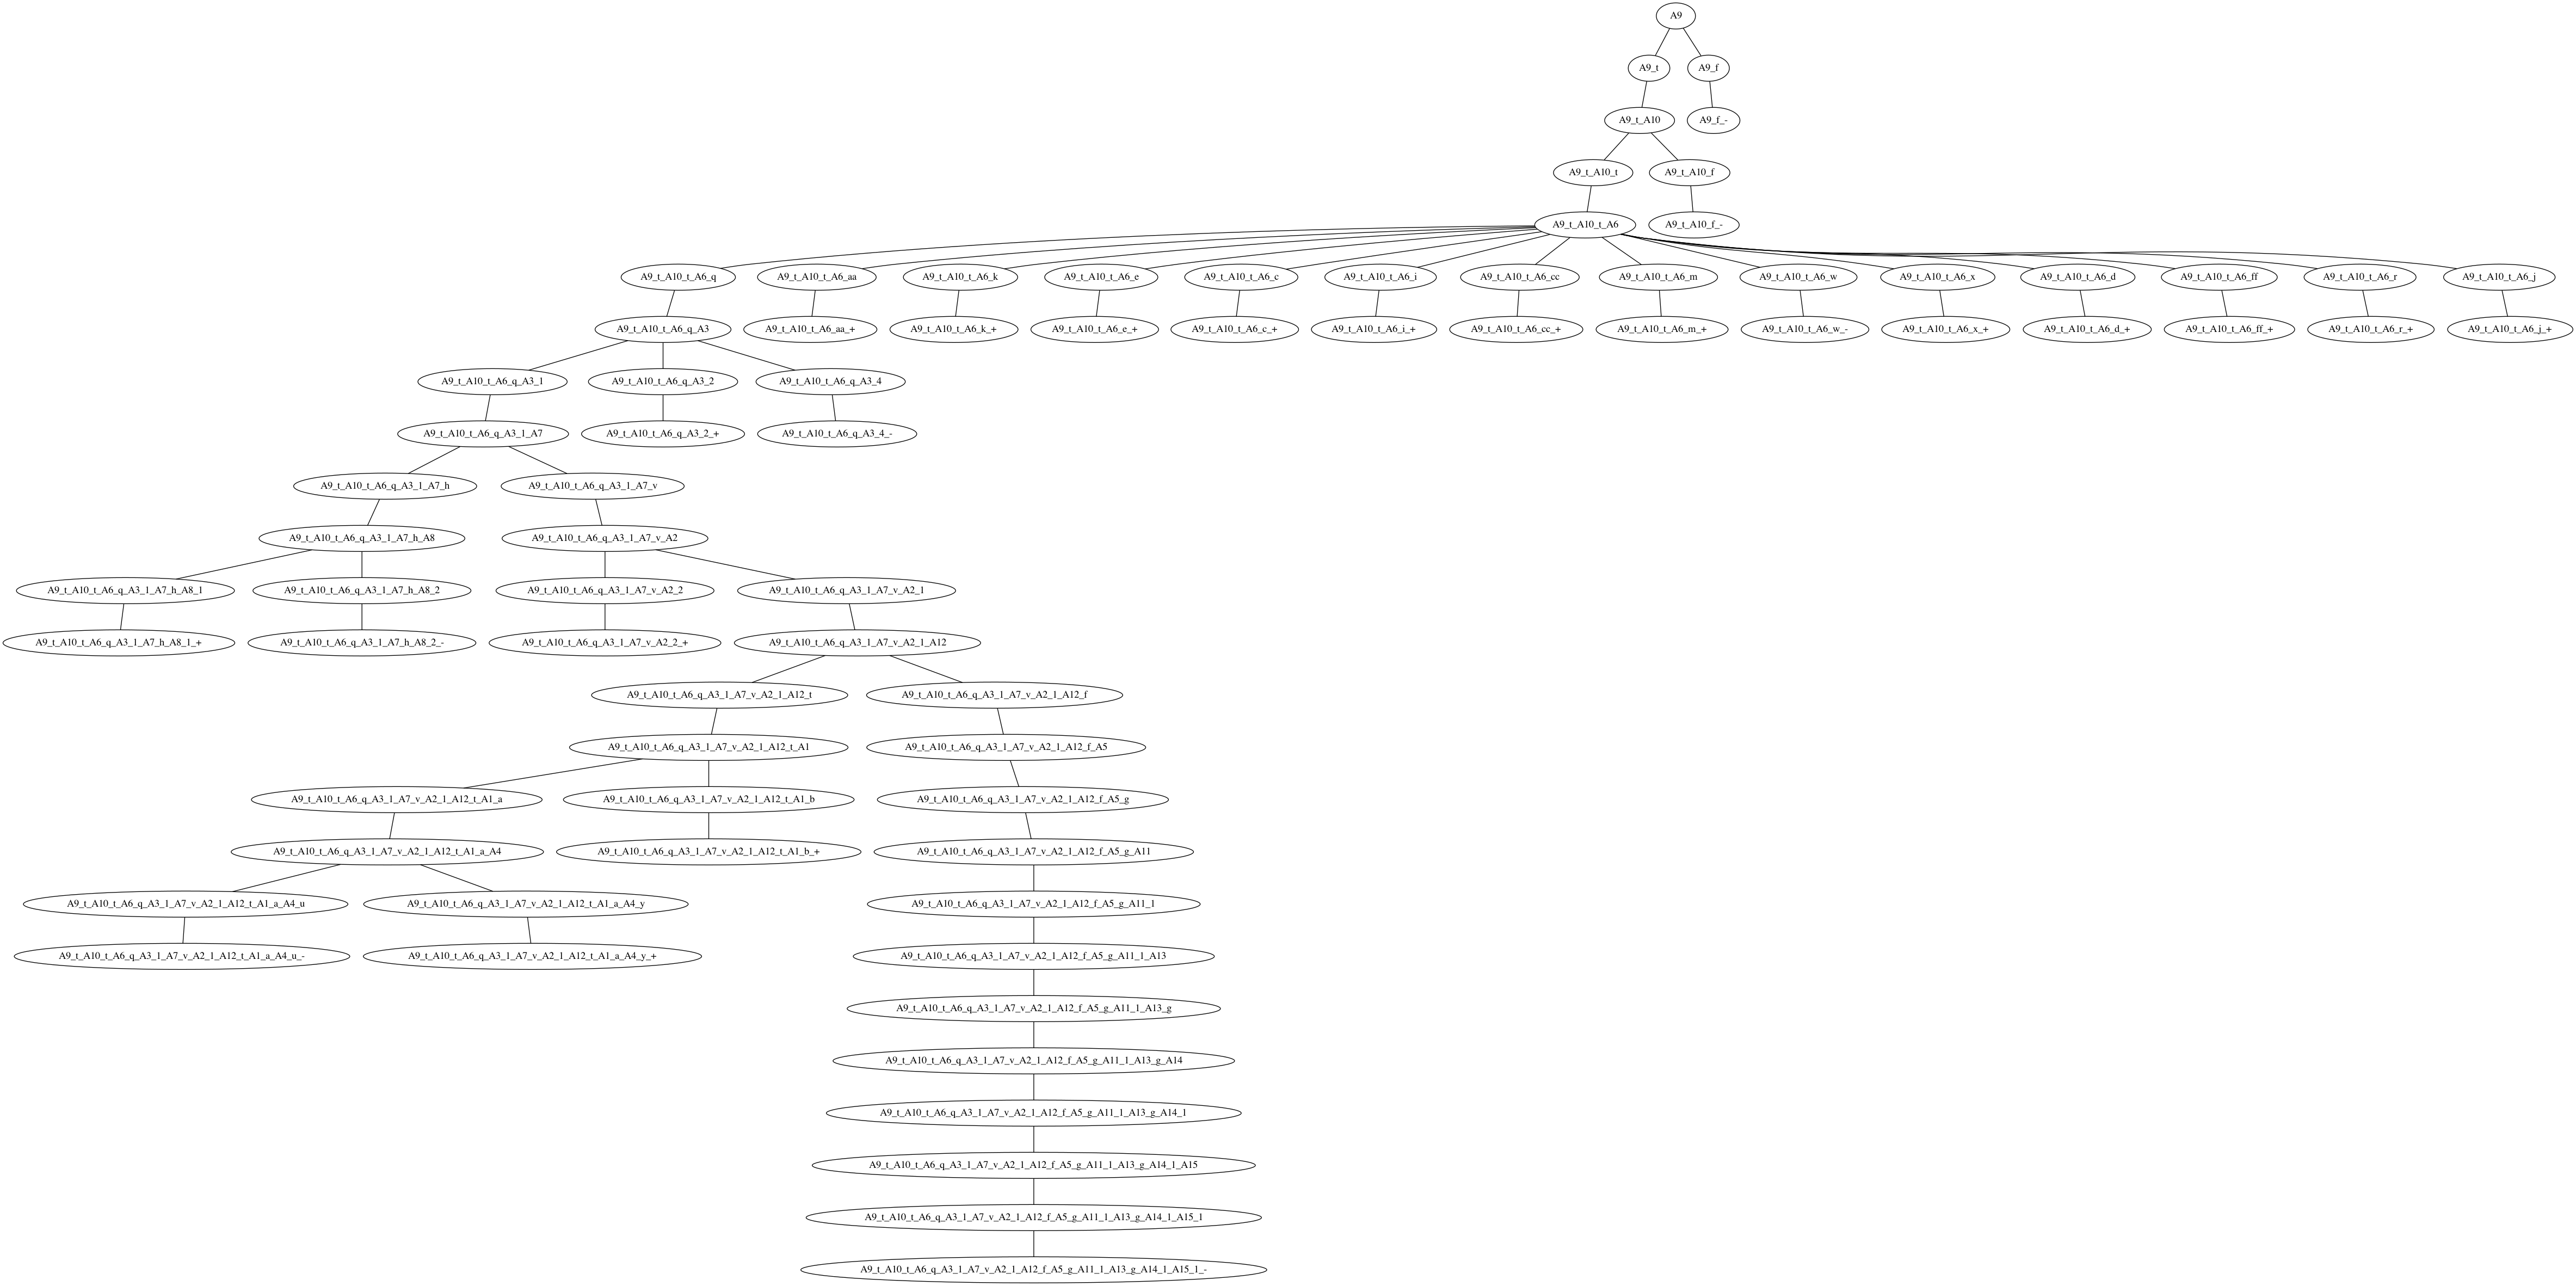 A9
A9_t
A9_f
A9_t_A10
A9_f_-
A9_t_A10_t
A9_t_A10_f
A9_t_A10_t_A6
A9_t_A10_f_-
A9_t_A10_t_A6_q
A9_t_A10_t_A6_aa
A9_t_A10_t_A6_k
A9_t_A10_t_A6_e
A9_t_A10_t_A6_c
A9_t_A10_t_A6_i
A9_t_A10_t_A6_cc
A9_t_A10_t_A6_m
A9_t_A10_t_A6_w
A9_t_A10_t_A6_x
A9_t_A10_t_A6_d
A9_t_A10_t_A6_ff
A9_t_A10_t_A6_r
A9_t_A10_t_A6_j
A9_t_A10_t_A6_q_A3
A9_t_A10_t_A6_aa_+
A9_t_A10_t_A6_k_+
A9_t_A10_t_A6_e_+
A9_t_A10_t_A6_c_+
A9_t_A10_t_A6_i_+
A9_t_A10_t_A6_cc_+
A9_t_A10_t_A6_m_+
A9_t_A10_t_A6_w_-
A9_t_A10_t_A6_x_+
A9_t_A10_t_A6_d_+
A9_t_A10_t_A6_ff_+
A9_t_A10_t_A6_r_+
A9_t_A10_t_A6_j_+
A9_t_A10_t_A6_q_A3_1
A9_t_A10_t_A6_q_A3_2
A9_t_A10_t_A6_q_A3_4
A9_t_A10_t_A6_q_A3_1_A7
A9_t_A10_t_A6_q_A3_2_+
A9_t_A10_t_A6_q_A3_4_-
A9_t_A10_t_A6_q_A3_1_A7_h
A9_t_A10_t_A6_q_A3_1_A7_v
A9_t_A10_t_A6_q_A3_1_A7_h_A8
A9_t_A10_t_A6_q_A3_1_A7_v_A2
A9_t_A10_t_A6_q_A3_1_A7_h_A8_1
A9_t_A10_t_A6_q_A3_1_A7_h_A8_2
A9_t_A10_t_A6_q_A3_1_A7_v_A2_2
A9_t_A10_t_A6_q_A3_1_A7_v_A2_1
A9_t_A10_t_A6_q_A3_1_A7_h_A8_1_+
A9_t_A10_t_A6_q_A3_1_A7_h_A8_2_-
A9_t_A10_t_A6_q_A3_1_A7_v_A2_2_+
A9_t_A10_t_A6_q_A3_1_A7_v_A2_1_A12
A9_t_A10_t_A6_q_A3_1_A7_v_A2_1_A12_t
A9_t_A10_t_A6_q_A3_1_A7_v_A2_1_A12_f
A9_t_A10_t_A6_q_A3_1_A7_v_A2_1_A12_t_A1
A9_t_A10_t_A6_q_A3_1_A7_v_A2_1_A12_f_A5
A9_t_A10_t_A6_q_A3_1_A7_v_A2_1_A12_t_A1_a
A9_t_A10_t_A6_q_A3_1_A7_v_A2_1_A12_t_A1_b
A9_t_A10_t_A6_q_A3_1_A7_v_A2_1_A12_f_A5_g
A9_t_A10_t_A6_q_A3_1_A7_v_A2_1_A12_t_A1_a_A4
A9_t_A10_t_A6_q_A3_1_A7_v_A2_1_A12_t_A1_b_+
A9_t_A10_t_A6_q_A3_1_A7_v_A2_1_A12_f_A5_g_A11
A9_t_A10_t_A6_q_A3_1_A7_v_A2_1_A12_t_A1_a_A4_u
A9_t_A10_t_A6_q_A3_1_A7_v_A2_1_A12_t_A1_a_A4_y
A9_t_A10_t_A6_q_A3_1_A7_v_A2_1_A12_f_A5_g_A11_1
A9_t_A10_t_A6_q_A3_1_A7_v_A2_1_A12_t_A1_a_A4_u_-
A9_t_A10_t_A6_q_A3_1_A7_v_A2_1_A12_t_A1_a_A4_y_+
A9_t_A10_t_A6_q_A3_1_A7_v_A2_1_A12_f_A5_g_A11_1_A13
A9_t_A10_t_A6_q_A3_1_A7_v_A2_1_A12_f_A5_g_A11_1_A13_g
A9_t_A10_t_A6_q_A3_1_A7_v_A2_1_A12_f_A5_g_A11_1_A13_g_A14
A9_t_A10_t_A6_q_A3_1_A7_v_A2_1_A12_f_A5_g_A11_1_A13_g_A14_1
A9_t_A10_t_A6_q_A3_1_A7_v_A2_1_A12_f_A5_g_A11_1_A13_g_A14_1_A15
A9_t_A10_t_A6_q_A3_1_A7_v_A2_1_A12_f_A5_g_A11_1_A13_g_A14_1_A15_1
A9_t_A10_t_A6_q_A3_1_A7_v_A2_1_A12_f_A5_g_A11_1_A13_g_A14_1_A15_1_-